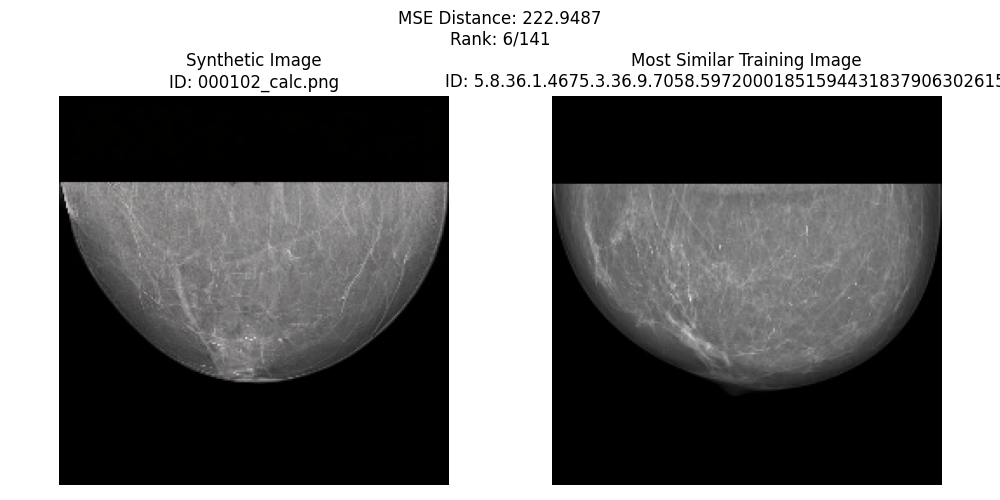 MSE Distance: 222.9487
Rank: 6/141
Synthetic Image
ID: 000102_calc.png
Most Similar Training Image
ID: 5.8.36.1.4675.3.36.9.7058.59720001851594431837906302615